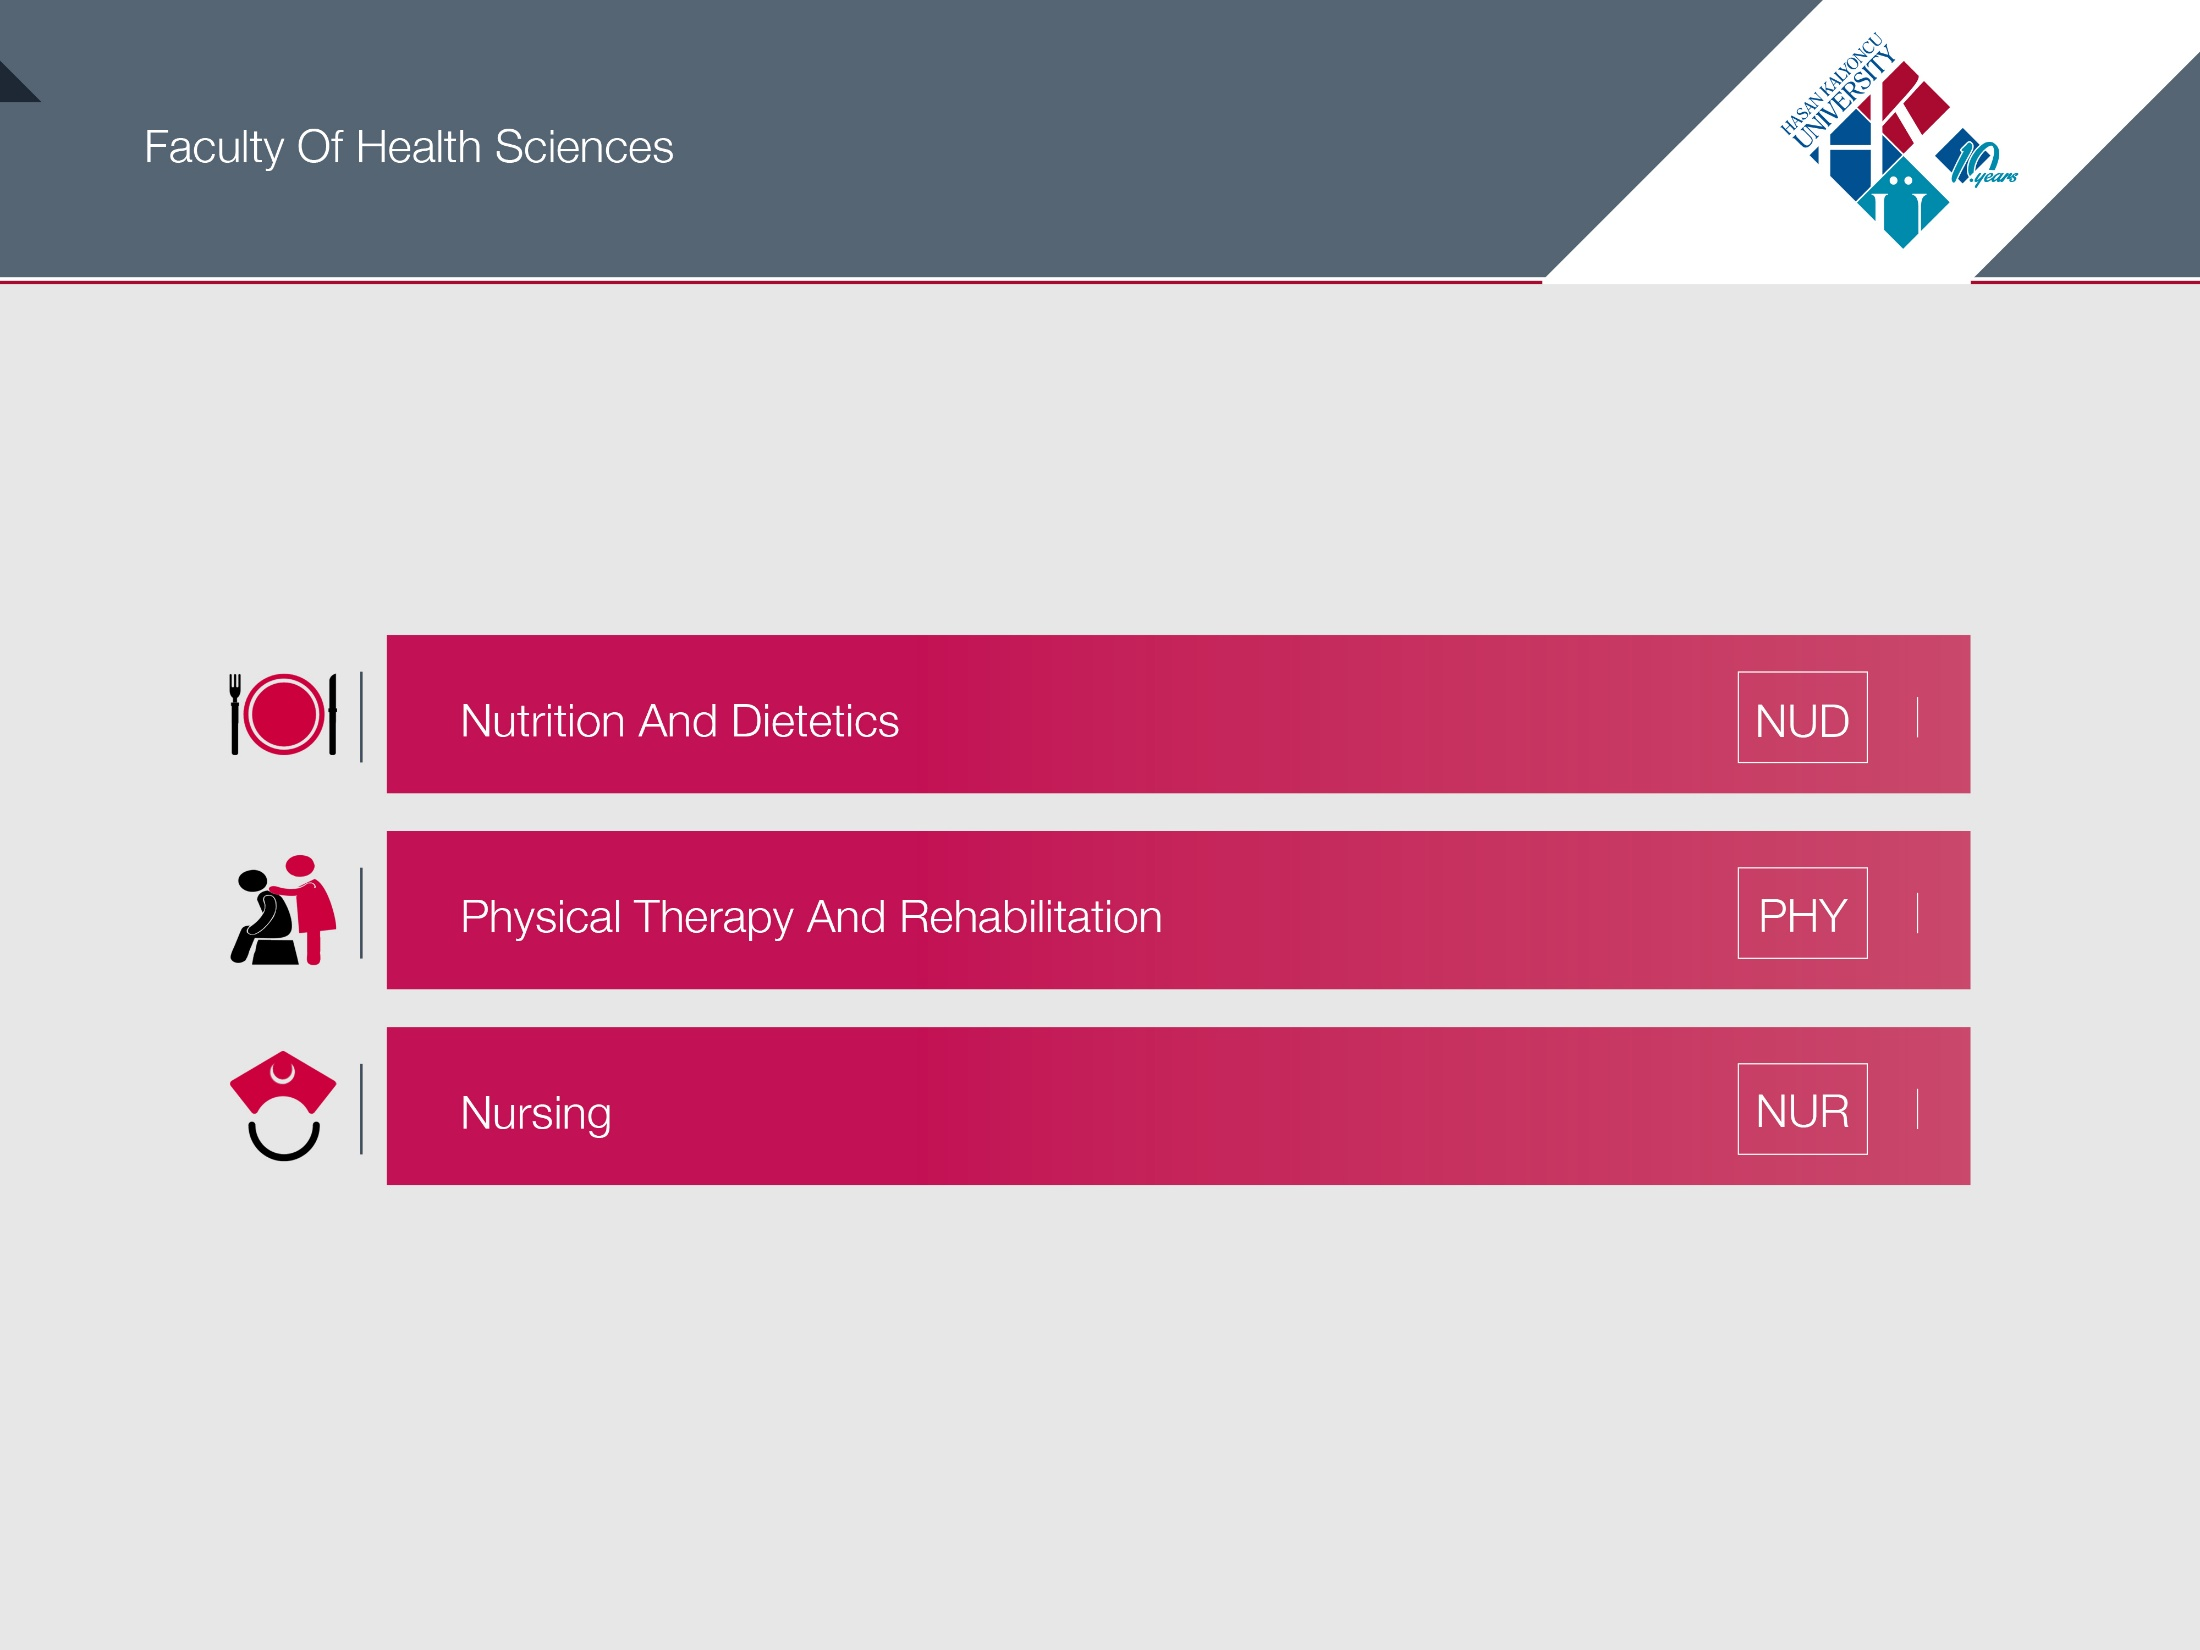 Faculty Of Health Sciences
HASAN KALYONCU
UNIVERSITY
10.years
Nutrition And Dietetics
NUD
Physical Therapy And Rehabilitation
PHY
Nursing
NUR